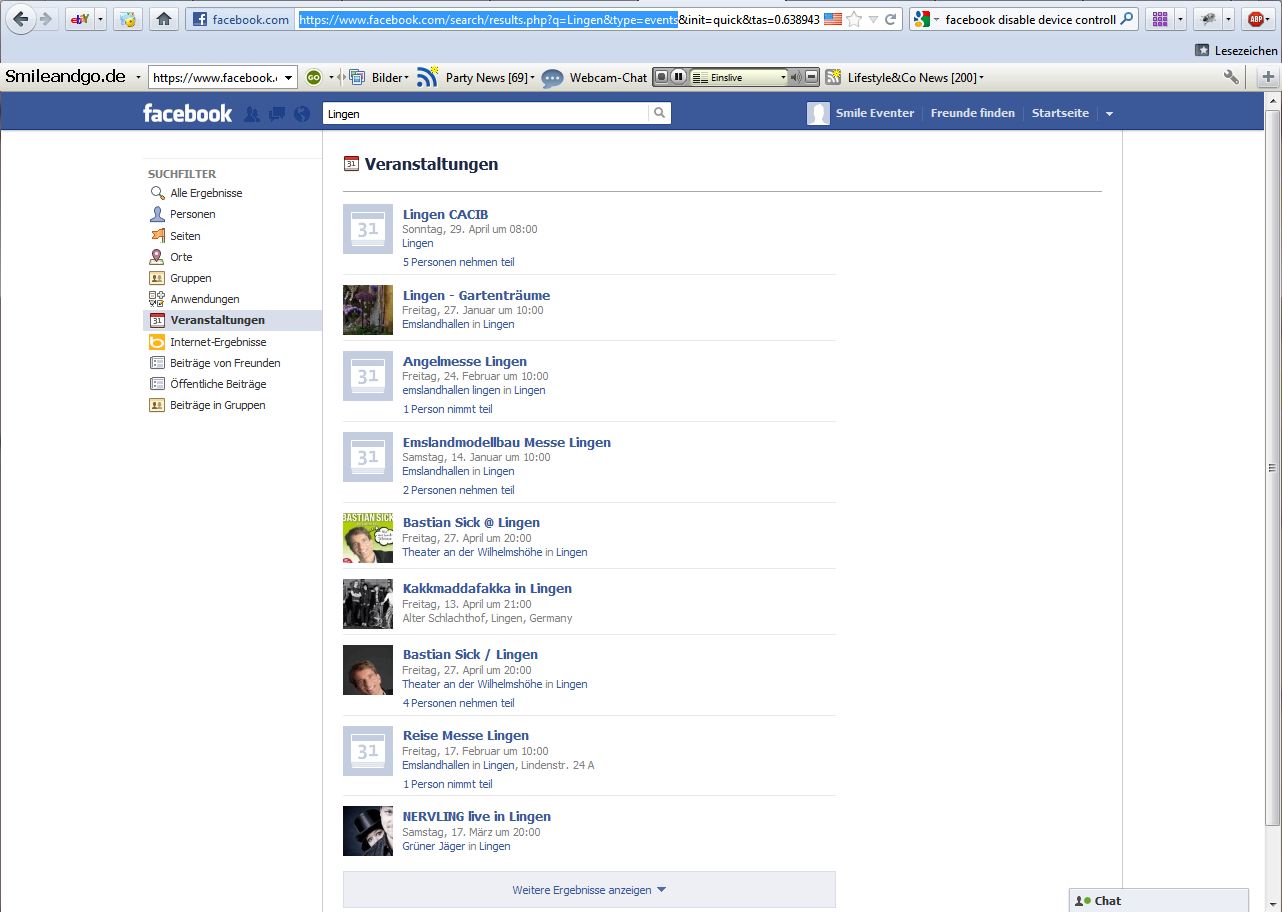 ebY
facebook.com https://www.facebook.com/search/results.php?q=Lingen&type=events&init=quick&tas=0.638943 facebook disable device controll ABP
Lesezeichen
Smileandgo.de https://www.facebook. GO Bilder Party News [69] Webcam-Chat Einslive Lifestyle&Co News [200]
facebook Lingen Smile Eventer Freunde finden Startseite
SUCHFILTER
Alle Ergebnisse
Personen
Seiten
Orte
Gruppen
Anwendungen
31 Veranstaltungen
Internet-Ergebnisse
Beiträge von Freunden
Öffentliche Beiträge
Beiträge in Gruppen
31 Veranstaltungen
31
Lingen CACIB
Sonntag, 29. April um 08:00
Lingen
5 Personen nehmen teil
Lingen - Gartenträume
Freitag, 27. Januar um 10:00
Emslandhallen in Lingen
31
Angelmesse Lingen
Freitag, 24. Februar um 10:00
emslandhallen lingen in Lingen
1 Person nimmt teil
31
Emslandmodellbau Messe Lingen
Samstag, 14. Januar um 10:00
Emslandhallen in Lingen
2 Personen nehmen teil
BASTIAN SICK
Bastian Sick @ Lingen
Freitag, 27. April um 20:00
Theater an der Wilhelmshöhe in Lingen
Kakkmaddafakka in Lingen
Freitag, 13. April um 21:00
Alter Schlachthof, Lingen, Germany
Bastian Sick / Lingen
Freitag, 27. April um 20:00
Theater an der Wilhelmshöhe in Lingen
4 Personen nehmen teil
31
Reise Messe Lingen
Freitag, 17. Februar um 10:00
Emslandhallen in Lingen, Lindenstr. 24 A
1 Person nimmt teil
NERVLING live in Lingen
Samstag, 17. März um 20:00
Grüner Jäger in Lingen
Weitere Ergebnisse anzeigen
Chat